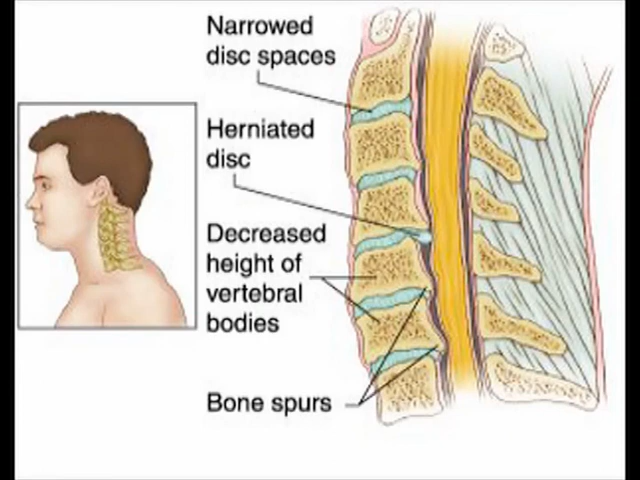 Narrowed
disc spaces
Herniated
disc
Decreased
height of
vertebral
bodies
Bone spurs